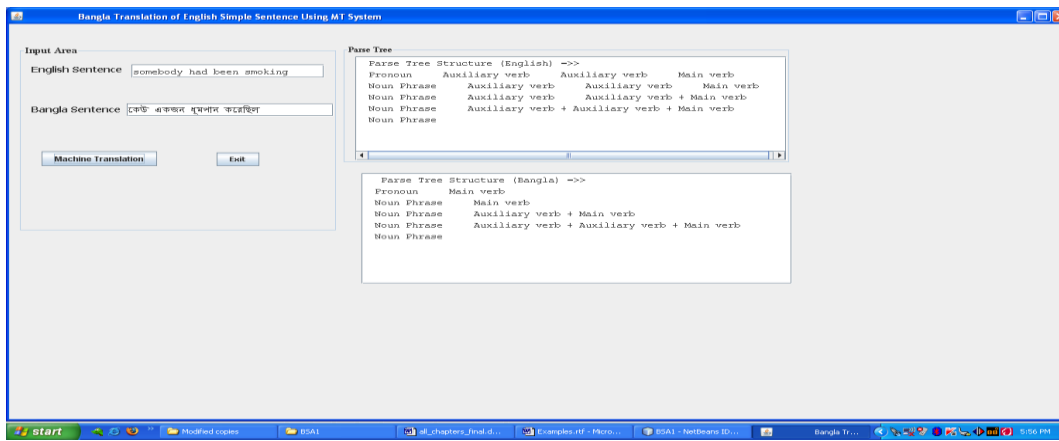 Bangla Translation of English Simple Sentence Using MT System
Input Area
English Sentence somebody had been smoking
Bangla Sentence কেউ একজন ধূমপান করেছিল
Machine Translation Exit
Parse Tree
Parse Tree Structure (English) =>>
Pronoun Auxiliary verb Auxiliary verb Main verb
Noun Phrase Auxiliary verb Auxiliary verb Main verb
Noun Phrase Auxiliary verb Auxiliary verb + Main verb
Noun Phrase Auxiliary verb + Auxiliary verb + Main verb
Noun Phrase
Parse Tree Structure (Bangla) =>>
Pronoun Main verb
Noun Phrase Main verb
Noun Phrase Auxiliary verb + Main verb
Noun Phrase Auxiliary verb + Auxiliary verb + Main verb
Noun Phrase
start Modified copies BSA1 all_chapters_final.d... Examples.rtf - Micro... BSA1 - NetBeans ID... Bangla Tr... 5:56 PM